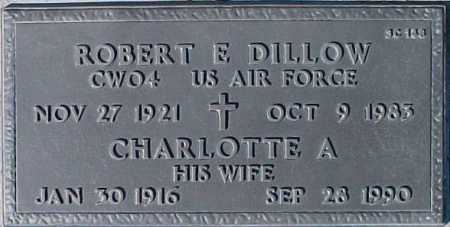 ROBERT E DILLOW
CWO4 US AIR FORCE
NOV 27 1921 OCT 9 1983
CHARLOTTE A
HIS WIFE
JAN 30 1916 SEP 28 1990